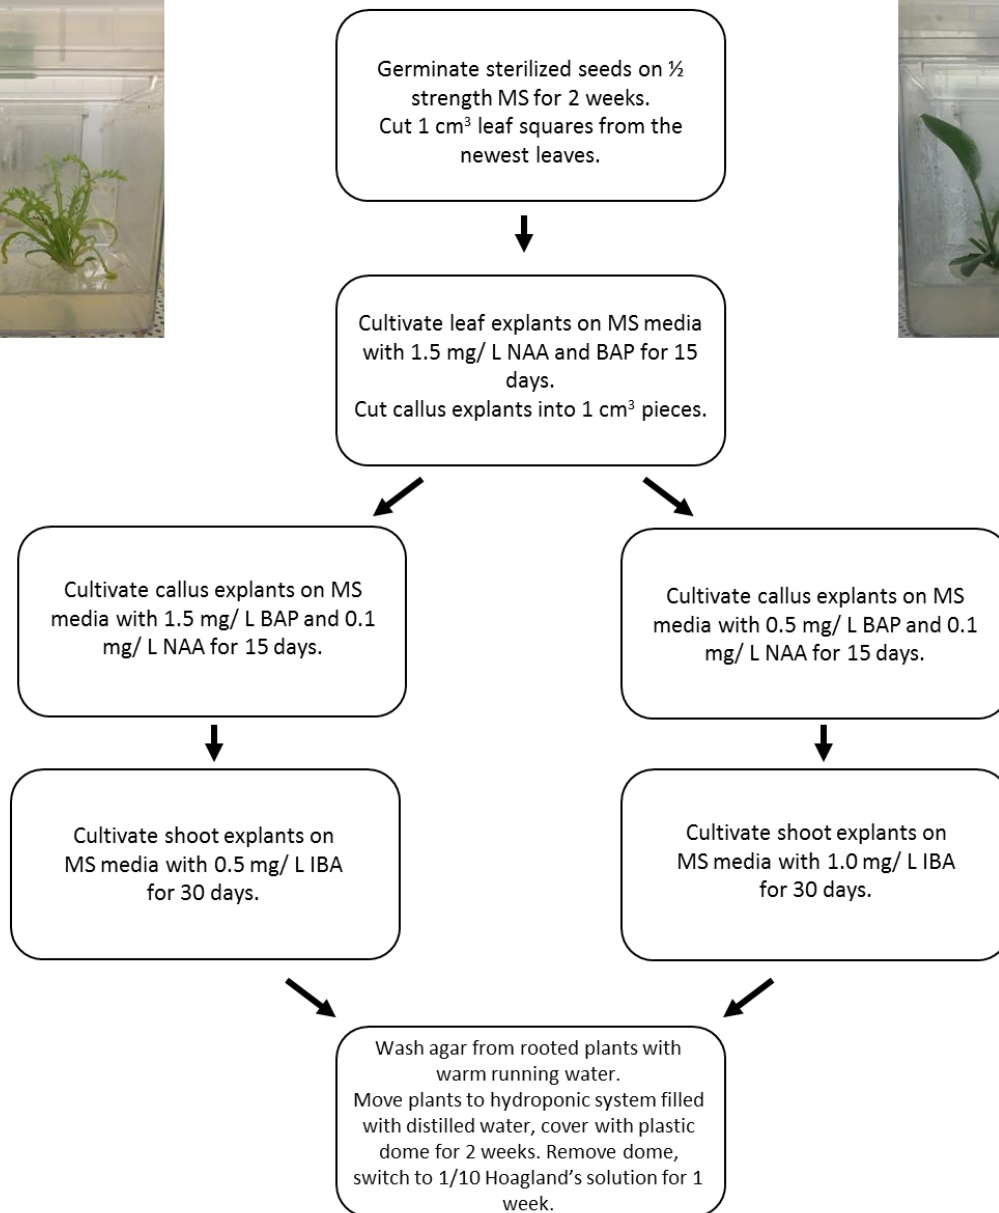 Germinate sterilized seeds on ½
strength MS for 2 weeks.
Cut 1 cm³ leaf squares from the
newest leaves.
Cultivate leaf explants on MS media
with 1.5 mg/ L NAA and BAP for 15
days.
Cut callus explants into 1 cm³ pieces.
Cultivate callus explants on MS
media with 1.5 mg/ L BAP and 0.1
mg/ L NAA for 15 days.
Cultivate callus explants on MS
media with 0.5 mg/ L BAP and 0.1
mg/ L NAA for 15 days.
Cultivate shoot explants on
MS media with 0.5 mg/ L IBA
for 30 days.
Cultivate shoot explants on
MS media with 1.0 mg/ L IBA
for 30 days.
Wash agar from rooted plants with
warm running water.
Move plants to hydroponic system filled
with distilled water, cover with plastic
dome for 2 weeks. Remove dome,
switch to 1/10 Hoagland’s solution for 1
week.